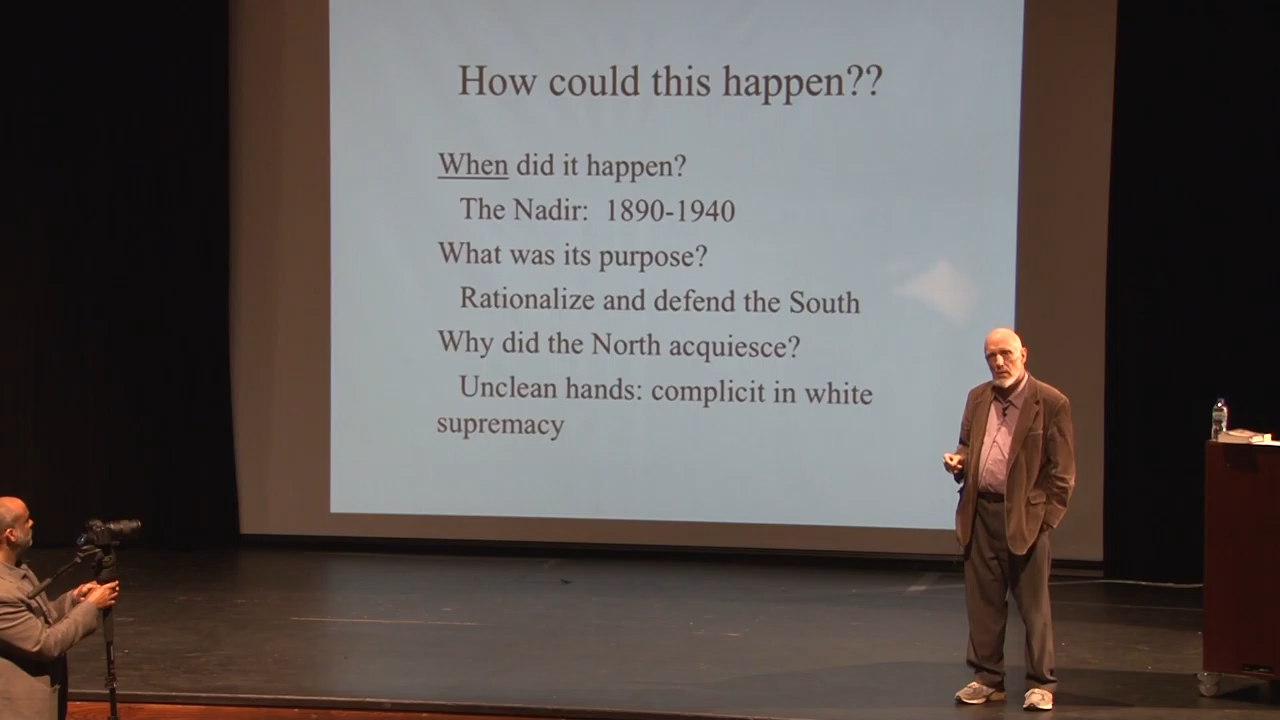 How could this happen??
When did it happen?
The Nadir: 1890-1940
What was its purpose?
Rationalize and defend the South
Why did the North acquiesce?
Unclean hands: complicit in white
supremacy